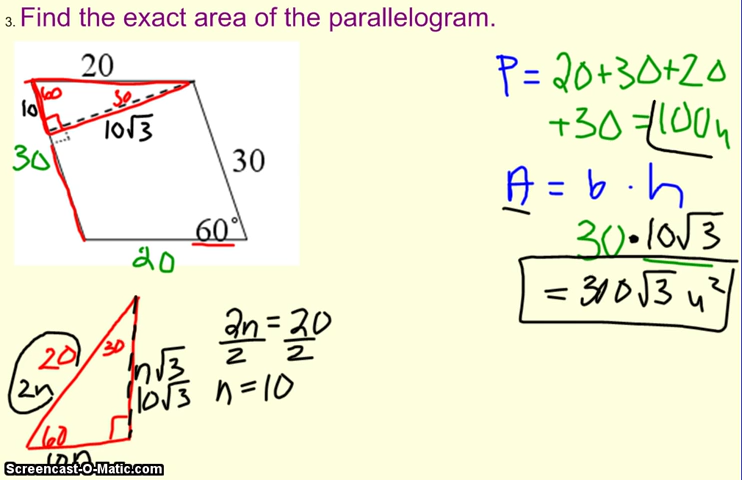 3. Find the exact area of the parallelogram.
20
60
30
10
10√3
30
30
60°
20
P = 20+30+20
+30 = 100u
A = b · h
30 · 10√3
= 300√3 u²
20
2n
30
n√3
10√3
60
10n
2n = 20
2 2
n = 10
Screencast-O-Matic.com